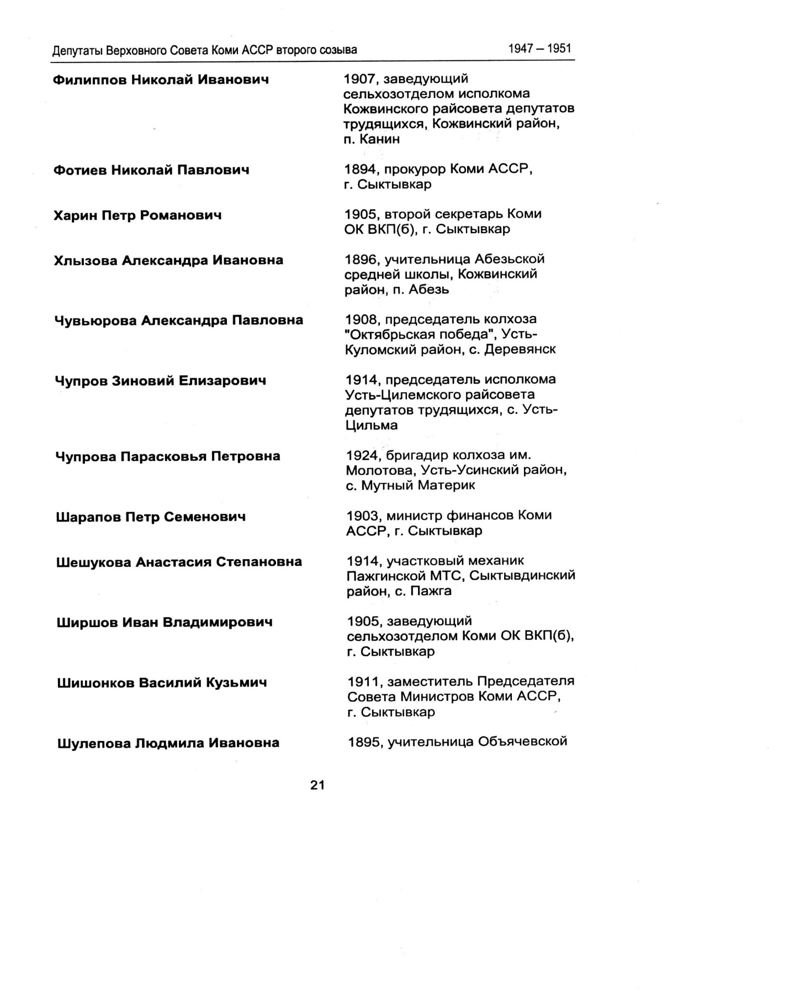 Депутаты Верховного Совета Коми АССР второго созыва 1947 – 1951
Филиппов Николай Иванович 1907, заведующий
сельхозотделом исполкома
Кожвинского райсовета депутатов
трудящихся, Кожвинский район,
п. Канин
Фотиев Николай Павлович 1894, прокурор Коми АССР,
г. Сыктывкар
Харин Петр Романович 1905, второй секретарь Коми
ОК ВКП(б), г. Сыктывкар
Хлызова Александра Ивановна 1896, учительница Абезьской
средней школы, Кожвинский
район, п. Абезь
Чувьюрова Александра Павловна 1908, председатель колхоза
"Октябрьская победа", Усть-
Куломский район, с. Деревянск
Чупров Зиновий Елизарович 1914, председатель исполкома
Усть-Цилемского райсовета
депутатов трудящихся, с. Усть-
Цильма
Чупрова Парасковья Петровна 1924, бригадир колхоза им.
Молотова, Усть-Усинский район,
с. Мутный Материк
Шарапов Петр Семенович 1903, министр финансов Коми
АССР, г. Сыктывкар
Шешукова Анастасия Степановна 1914, участковый механик
Пажгинской МТС, Сыктывдинский
район, с. Пажга
Ширшов Иван Владимирович 1905, заведующий
сельхозотделом Коми ОК ВКП(б),
г. Сыктывкар
Шишонков Василий Кузьмич 1911, заместитель Председателя
Совета Министров Коми АССР,
г. Сыктывкар
Шулепова Людмила Ивановна 1895, учительница Объячевской
21